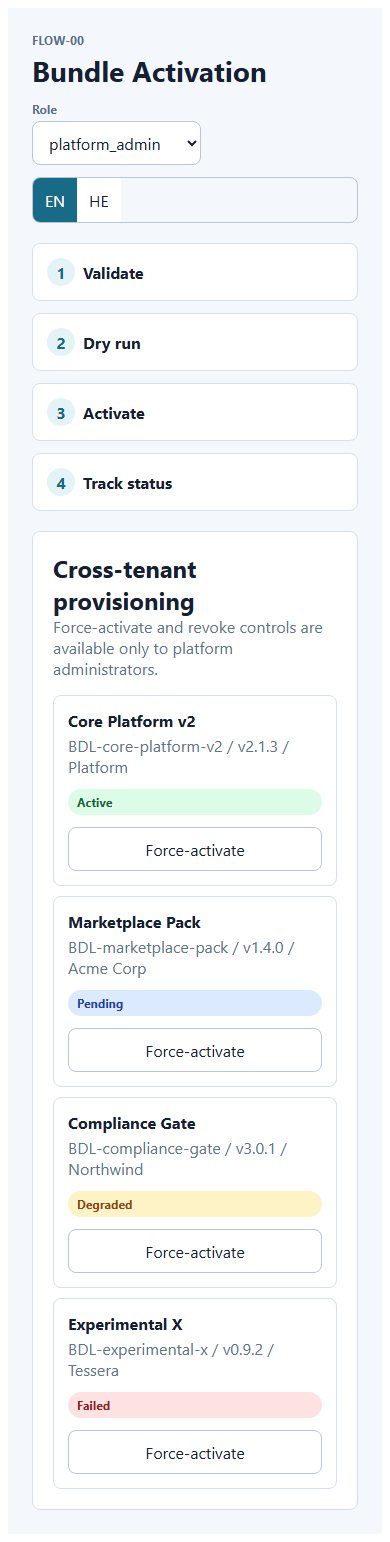 FLOW-00
Bundle Activation
Role
platform_admin
EN HE
1 Validate
2 Dry run
3 Activate
4 Track status
Cross-tenant
provisioning
Force-activate and revoke controls are
available only to platform
administrators.
Core Platform v2
BDL-core-platform-v2 / v2.1.3 /
Platform
Active
Force-activate
Marketplace Pack
BDL-marketplace-pack / v1.4.0 /
Acme Corp
Pending
Force-activate
Compliance Gate
BDL-compliance-gate / v3.0.1 /
Northwind
Degraded
Force-activate
Experimental X
BDL-experimental-x / v0.9.2 /
Tessera
Failed
Force-activate